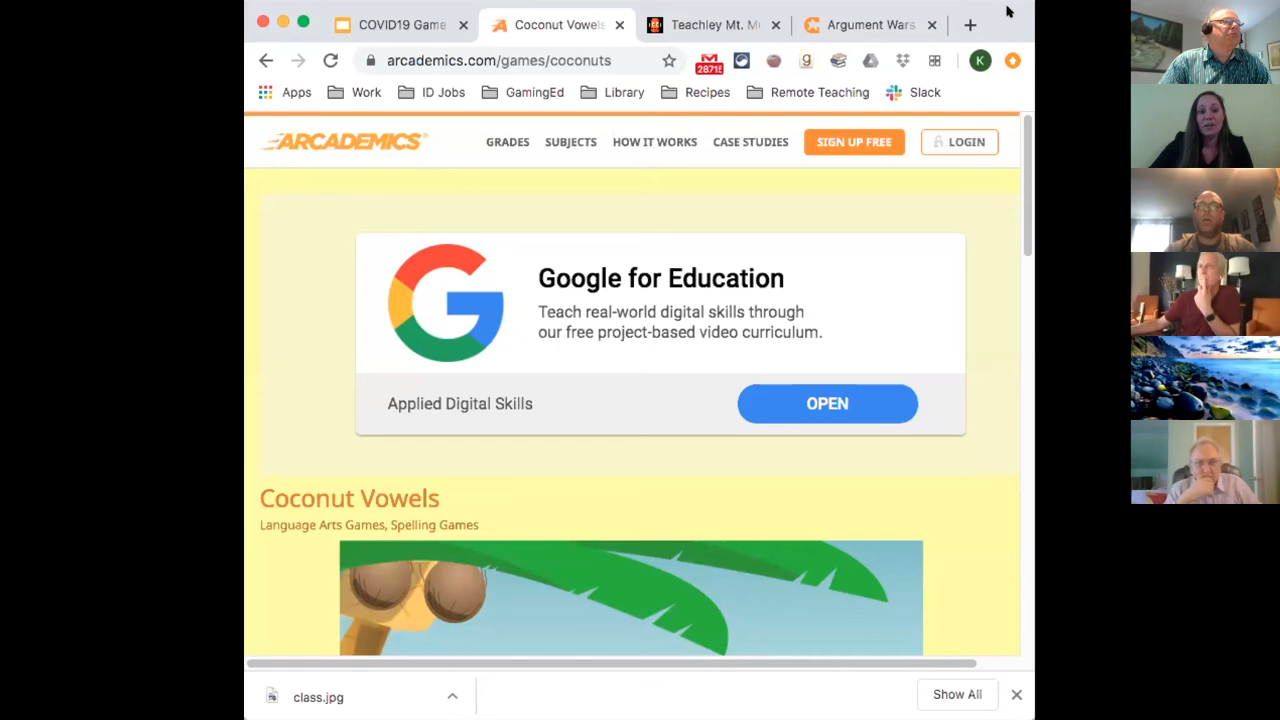 COVID19 Game
Coconut Vowels
Teachley Mt. M
Argument Wars
arcademics.com/games/coconuts
28715
g
K
Apps
Work
ID Jobs
GamingEd
Library
Recipes
Remote Teaching
Slack
ARCADEMICS
GRADES
SUBJECTS
HOW IT WORKS
CASE STUDIES
SIGN UP FREE
LOGIN
Google for Education
Teach real-world digital skills through
our free project-based video curriculum.
Applied Digital Skills
OPEN
Coconut Vowels
Language Arts Games, Spelling Games
class.jpg
Show All